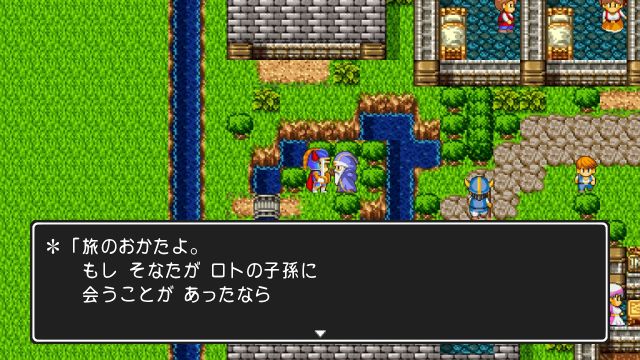 ＊「旅のおかたよ。
もし そなたが ロトの子孫に
会うことが あったなら